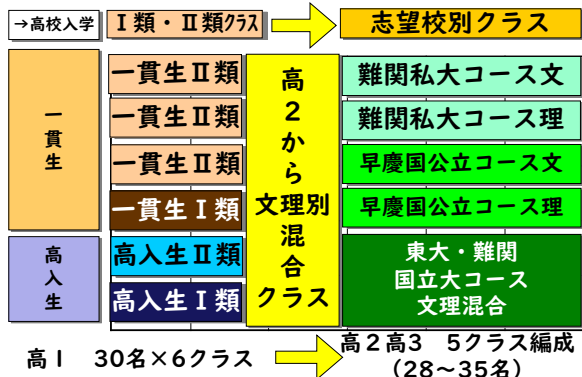 →高校入学
Ⅰ類・Ⅱ類クラス
志望校別クラス
一貫生
一貫生Ⅱ類
一貫生Ⅱ類
一貫生Ⅱ類
一貫生Ⅰ類
高入生
高入生Ⅱ類
高入生Ⅰ類
高
2
か
ら
文理別
混
合
クラス
難関私大コース文
難関私大コース理
早慶国公立コース文
早慶国公立コース理
東大・難関
国立大コース
文理混合
高1 30名×6クラス
高2高3 5クラス編成
(28~35名)